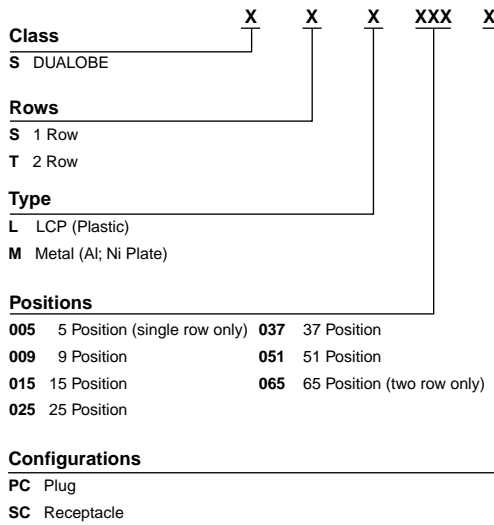 X X X XXX X
Class
S DUALOBE
Rows
S 1 Row
T 2 Row
Type
L LCP (Plastic)
M Metal (Al; Ni Plate)
Positions
005 5 Position (single row only) 037 37 Position
009 9 Position 051 51 Position
015 15 Position 065 65 Position (two row only)
025 25 Position
Configurations
PC Plug
SC Receptacle